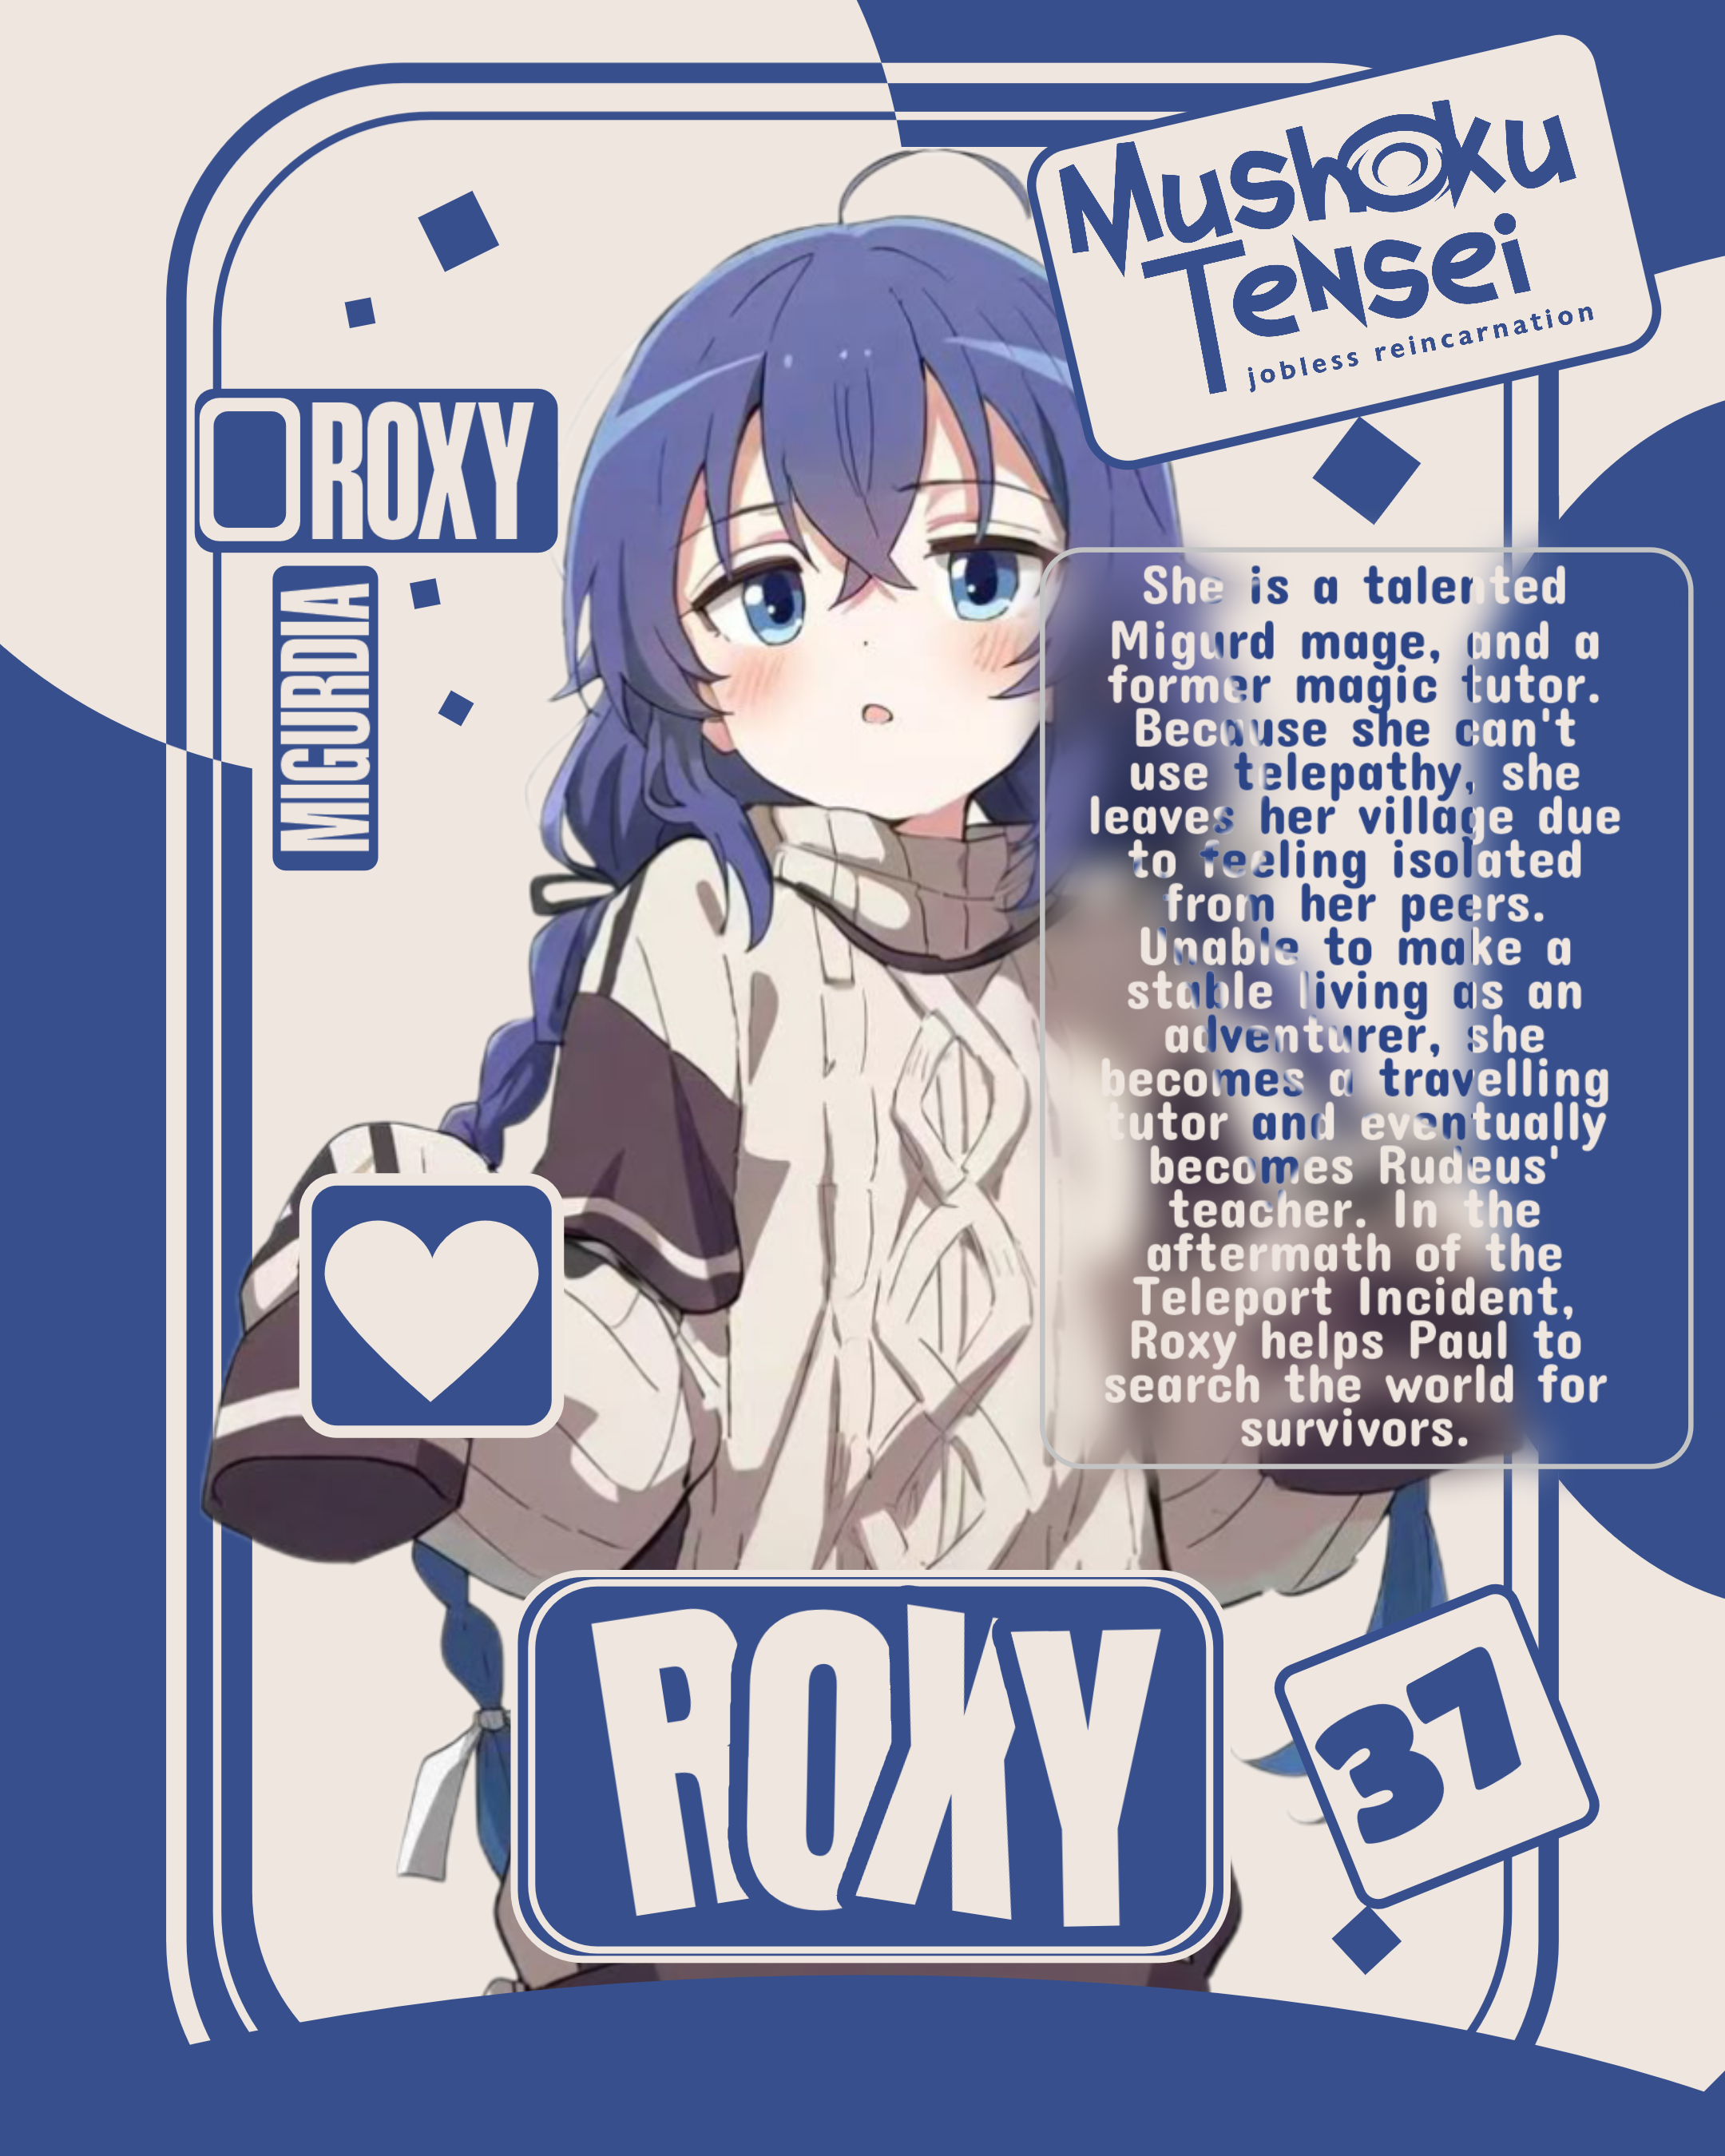 Mushoku
Tensei
jobless reincarnation
ROXY
MIGURDIA
She is a talented
Migurd mage, and a
former magic tutor.
Because she can't
use telepathy, she
leaves her village due
to feeling isolated
from her peers.
Unable to make a
stable living as an
adventurer, she
becomes a travelling
tutor and eventually
becomes Rudeus'
teacher. In the
aftermath of the
Teleport Incident,
Roxy helps Paul to
search the world for
survivors.
ROXY
37